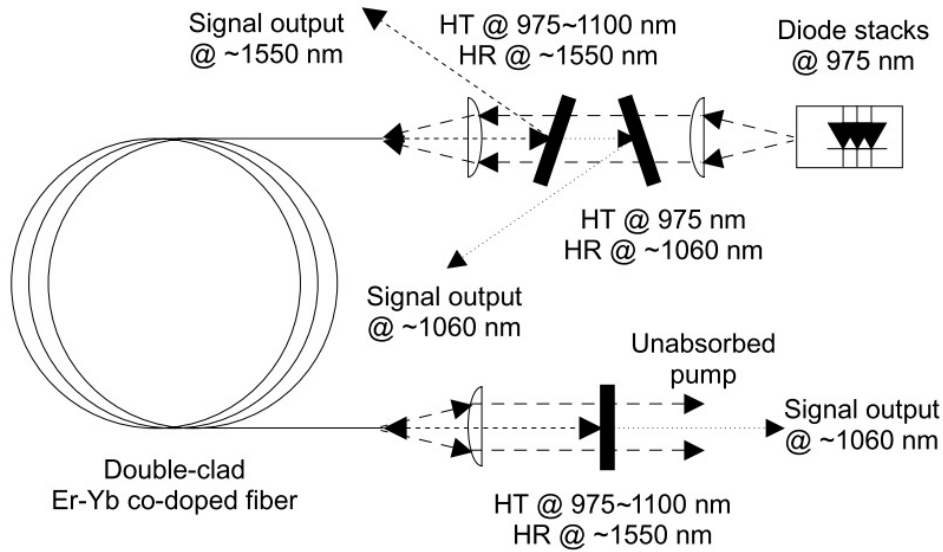 Signal output
@ ~1550 nm
HT @ 975~1100 nm
HR @ ~1550 nm
Diode stacks
@ 975 nm
HT @ 975 nm
HR @ ~1060 nm
Signal output
@ ~1060 nm
Unabsorbed
pump
Signal output
@ ~1060 nm
Double-clad
Er-Yb co-doped fiber
HT @ 975~1100 nm
HR @ ~1550 nm